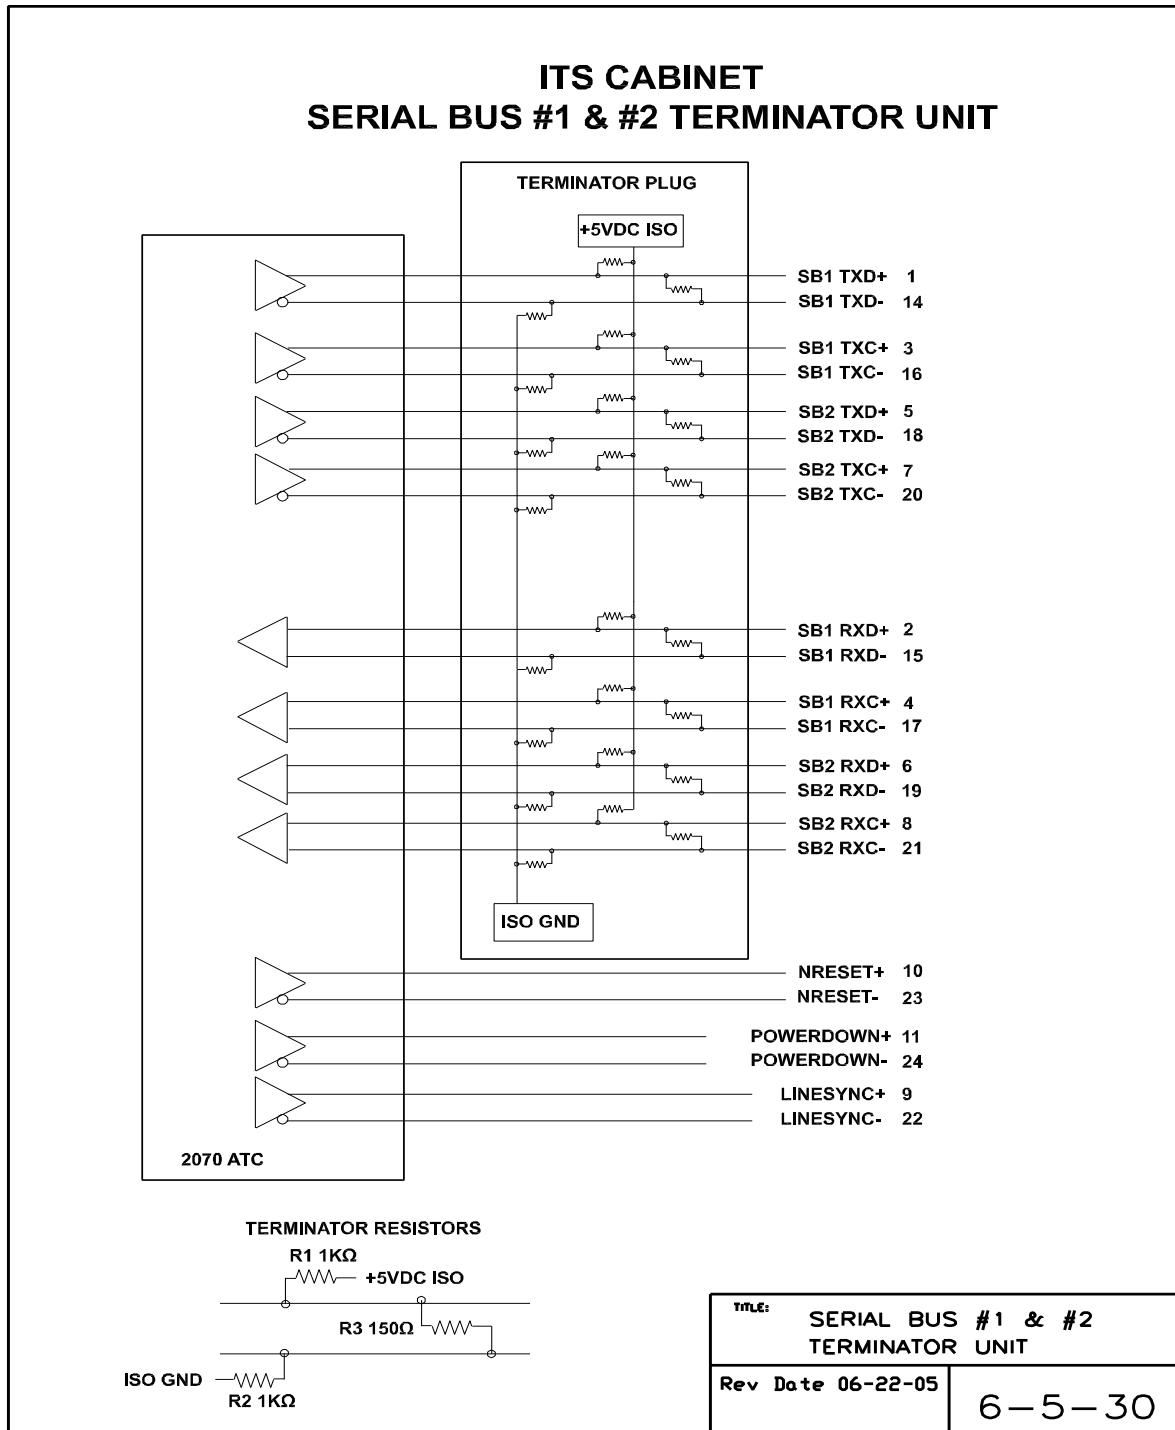 ITS CABINET
SERIAL BUS #1 & #2 TERMINATOR UNIT
TERMINATOR PLUG
+5VDC ISO
SB1 TXD+ 1
SB1 TXD- 14
SB1 TXC+ 3
SB1 TXC- 16
SB2 TXD+ 5
SB2 TXD- 18
SB2 TXC+ 7
SB2 TXC- 20
SB1 RXD+ 2
SB1 RXD- 15
SB1 RXC+ 4
SB1 RXC- 17
SB2 RXD+ 6
SB2 RXD- 19
SB2 RXC+ 8
SB2 RXC- 21
ISO GND
NRESET+ 10
NRESET- 23
POWERDOWN+ 11
POWERDOWN- 24
LINESYNC+ 9
LINESYNC- 22
2070 ATC
TERMINATOR RESISTORS
R1 1KΩ
+5VDC ISO
R3 150Ω
ISO GND
R2 1KΩ
TITLE:
SERIAL BUS #1 & #2
TERMINATOR UNIT
Rev Date 06-22-05
6-5-30